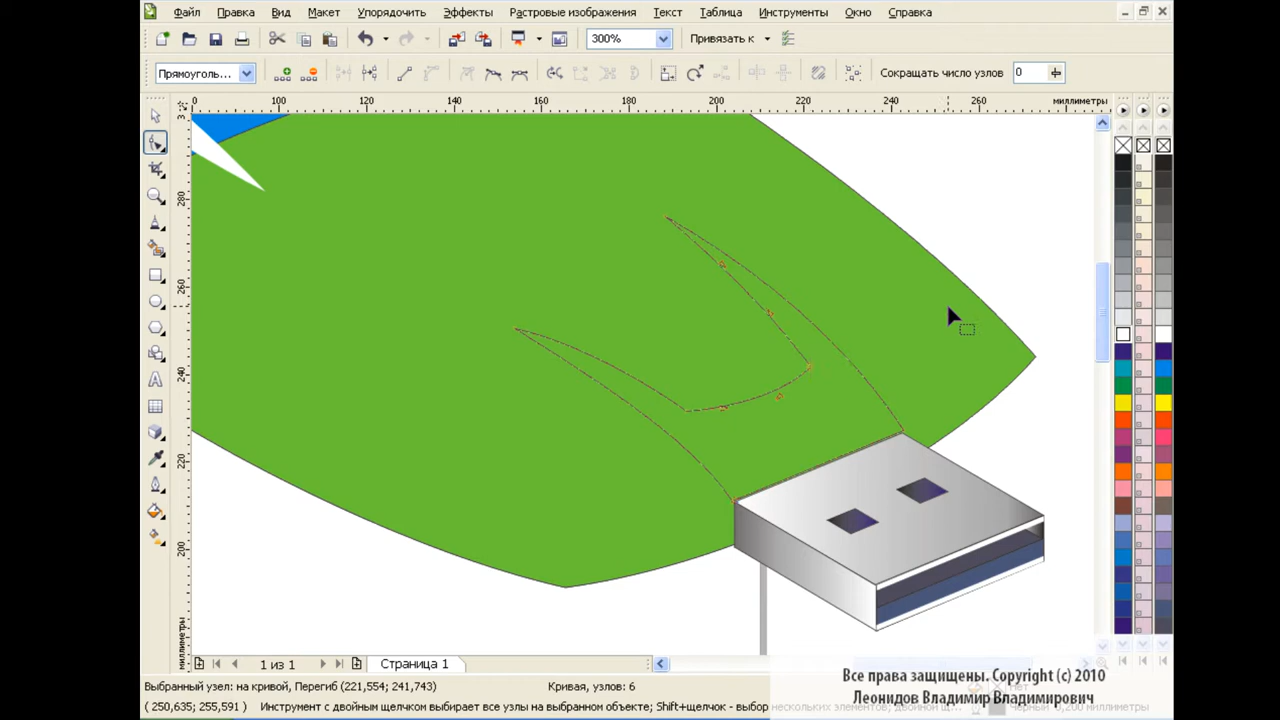 Файл Правка Вид Макет Упорядочить Эффекты Растровые изображения Текст Таблица Инструменты Окно Справка
300% Привязать к
Прямоуголь... Сокращать число узлов 0
0 100 120 140 160 180 200 220 240 260 миллиметры
280
260
240
220
200
миллиметры
1 из 1 Страница 1
Все права защищены. Copyright (c) 2010
Выбранный узел: на кривой, Перегиб (221,554; 241,743) Кривая, узлов: 6
Леонидов Владимир Владимирович
( 250,635; 255,591 ) Инструмент с двойным щелчком выбирает все узлы на выбранном объекте; Shift+щелчок - выбор нескольких элементов; двойной щ...